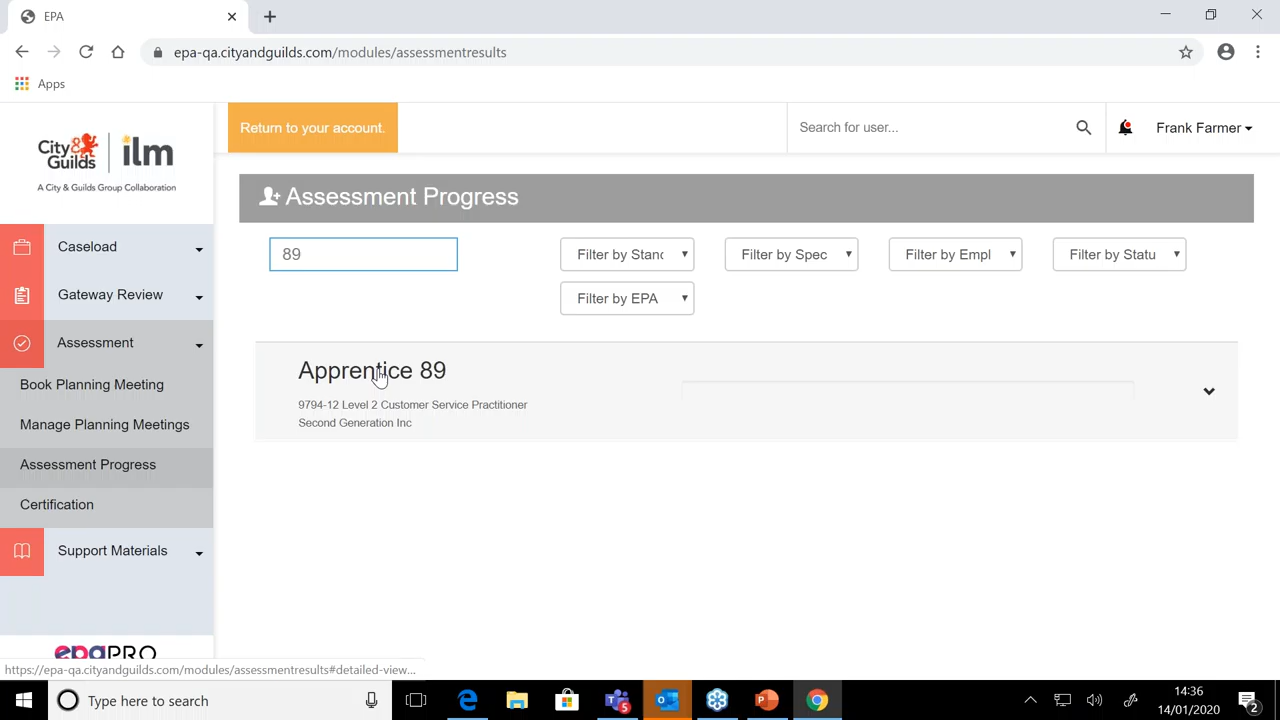 EPA
epa-qa.cityandguilds.com/modules/assessmentresults
Apps
City & Guilds
ilm
A City & Guilds Group Collaboration
Return to your account.
Search for user...
Frank Farmer
Assessment Progress
89
Filter by Stanc
Filter by Spec
Filter by Empl
Filter by Statu
Filter by EPA
Caseload
Gateway Review
Assessment
Book Planning Meeting
Manage Planning Meetings
Assessment Progress
Certification
Support Materials
Apprentice 89
9794-12 Level 2 Customer Service Practitioner
Second Generation Inc
epaPRO
https://epa-qa.cityandguilds.com/modules/assessmentresults#detailed-view...
Type here to search
5
14:36
14/01/2020
2